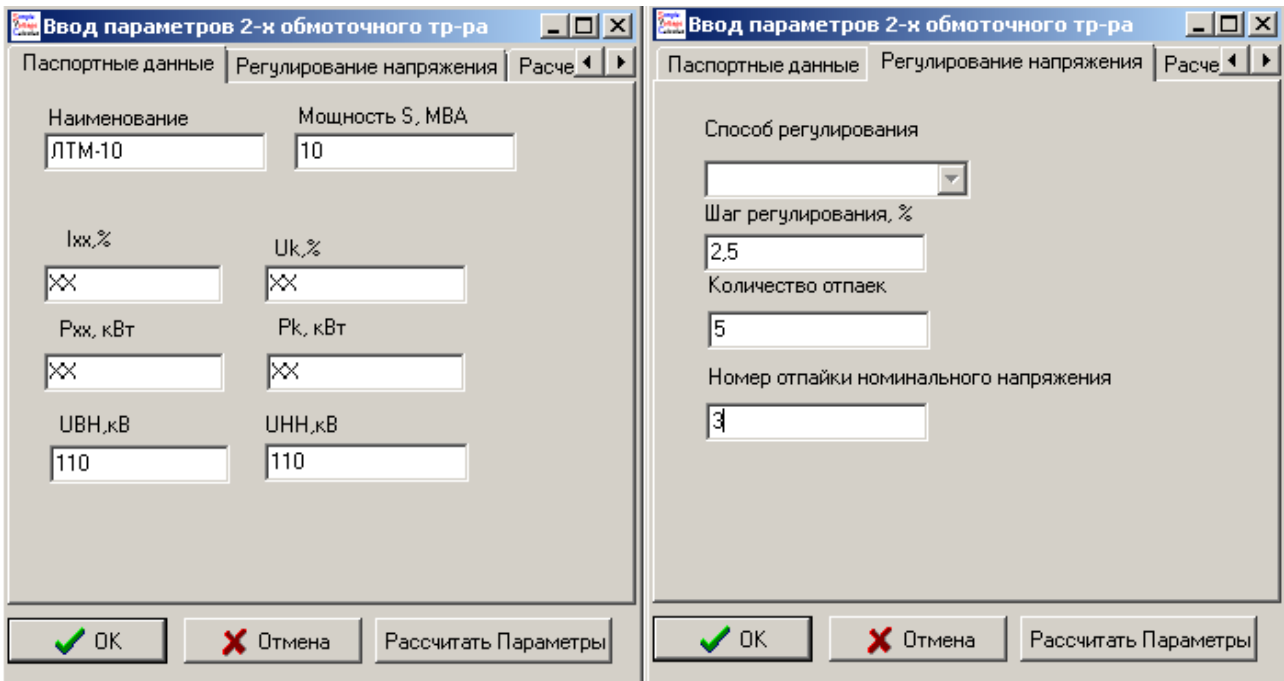 Ввод параметров 2-х обмоточного тр-ра
Паспортные данные Регулирование напряжения Расче
Наименование Мощность S, МВА
ЛТМ-10 10
Ixx,% Uk,%
XX XX
Pxx, кВт Pk, кВт
XX XX
UВН,кВ UНН,кВ
110 110
OK Отмена Рассчитать Параметры
Ввод параметров 2-х обмоточного тр-ра
Паспортные данные Регулирование напряжения Расче
Способ регулирования
Шаг регулирования, %
2,5
Количество отпаек
5
Номер отпайки номинального напряжения
3
OK Отмена Рассчитать Параметры